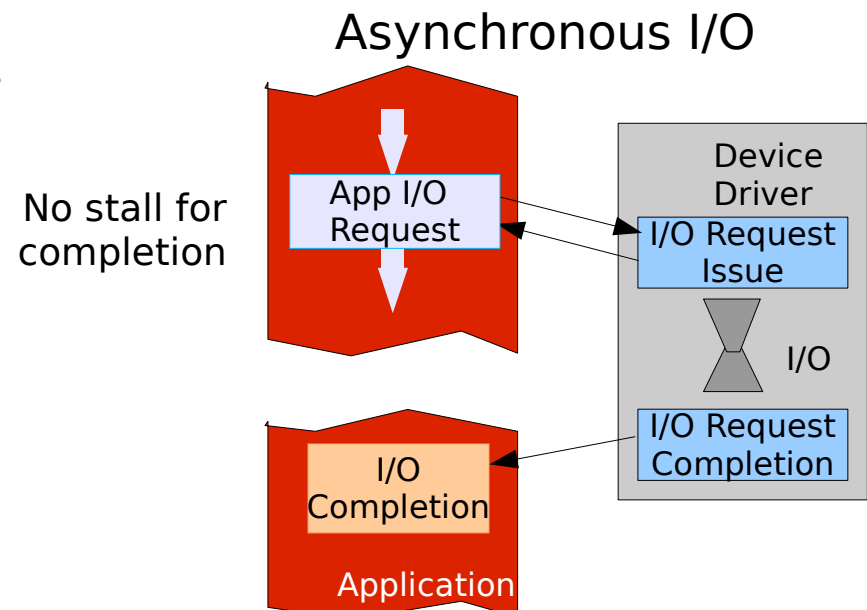 Asynchronous I/O
No stall for
completion
App I/O
Request
Device
Driver
I/O Request
Issue
I/O
I/O Request
Completion
I/O
Completion
Application